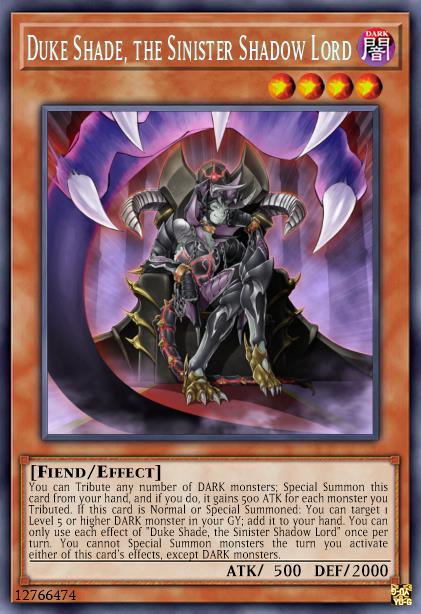 DUKE SHADE, THE SINISTER SHADOW LORD
DARK
闇
[FIEND/EFFECT]
You can Tribute any number of DARK monsters; Special Summon this
card from your hand, and if you do, it gains 500 ATK for each monster you
Tributed. If this card is Normal or Special Summoned: You can target 1
Level 5 or higher DARK monster in your GY; add it to your hand. You can
only use each effect of "Duke Shade, the Sinister Shadow Lord" once per
turn. You cannot Special Summon monsters the turn you activate
either of this card's effects, except DARK monsters.
ATK/ 500 DEF/2000
12766474